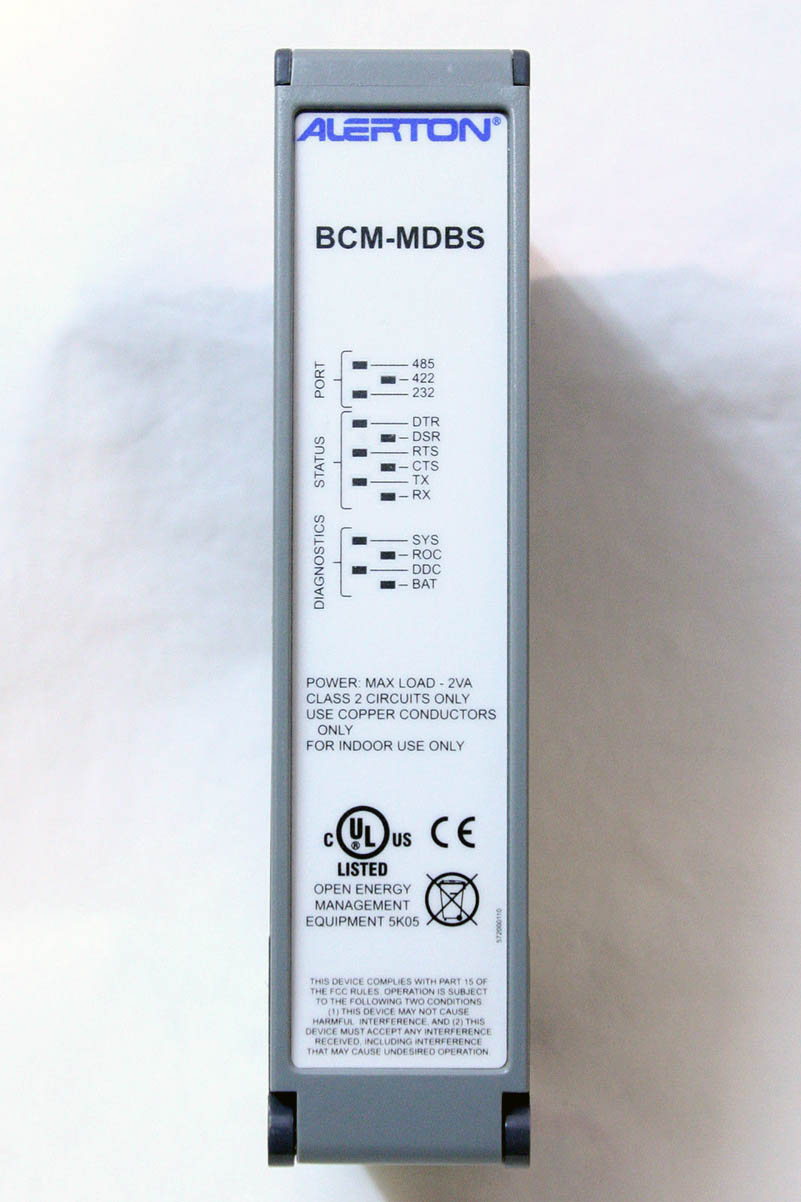 ALERTON®
BCM-MDBS
PORT
485
422
232
STATUS
DTR
DSR
RTS
CTS
TX
RX
DIAGNOSTICS
SYS
ROC
DDC
BAT
POWER: MAX LOAD - 2VA
CLASS 2 CIRCUITS ONLY
USE COPPER CONDUCTORS
ONLY
FOR INDOOR USE ONLY
C UL® US CE
LISTED
OPEN ENERGY
MANAGEMENT
EQUIPMENT 5K05
572000110
THIS DEVICE COMPLIES WITH PART 15 OF
THE FCC RULES. OPERATION IS SUBJECT
TO THE FOLLOWING TWO CONDITIONS
(1) THIS DEVICE MAY NOT CAUSE
HARMFUL INTERFERENCE, AND (2) THIS
DEVICE MUST ACCEPT ANY INTERFERENCE
RECEIVED, INCLUDING INTERFERENCE
THAT MAY CAUSE UNDESIRED OPERATION.